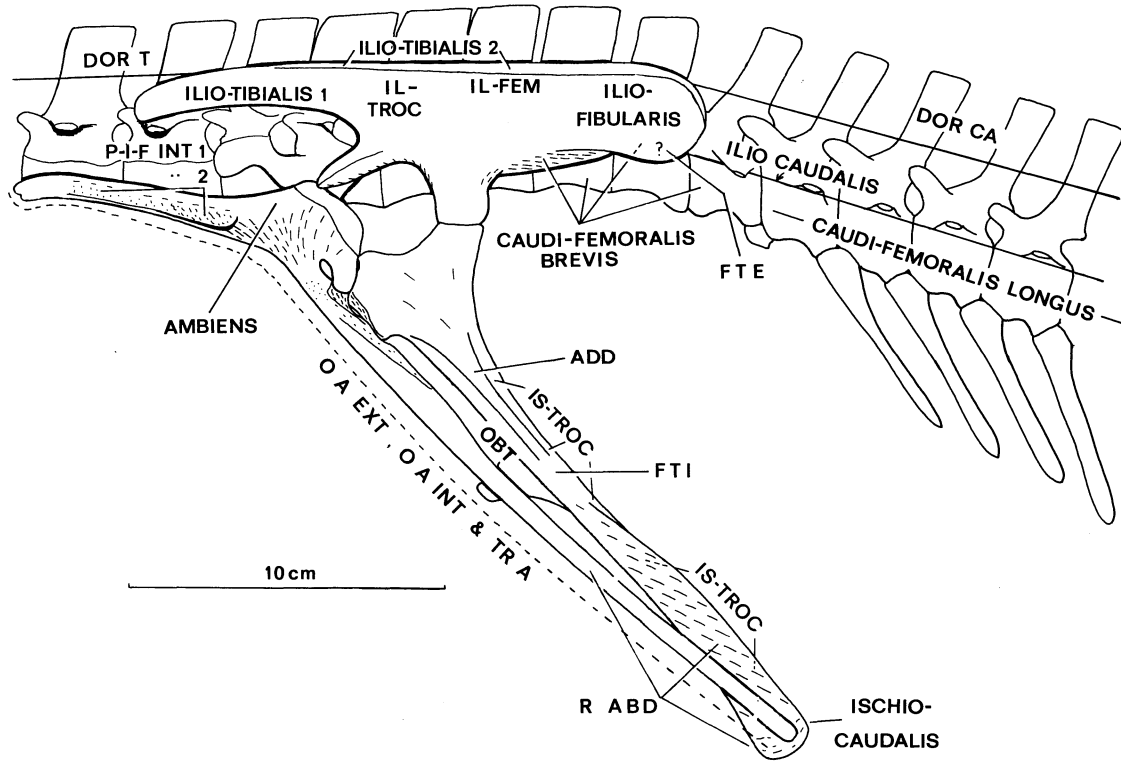 DOR T
ILIO-TIBIALIS 2
ILIO-TIBIALIS 1
IL-
TROC
IL-FEM
ILIO-
FIBULARIS
DOR CA
P-I-F INT 1
2
?
ILIO CAUDALIS
CAUDI-FEMORALIS
BREVIS
FTE
CAUDI-FEMORALIS LONGUS
AMBIENS
ADD
O A EXT, O A INT & TR A
IS-TROC
OBT
FTI
10 cm
IS-TROC
R ABD
ISCHIO-
CAUDALIS